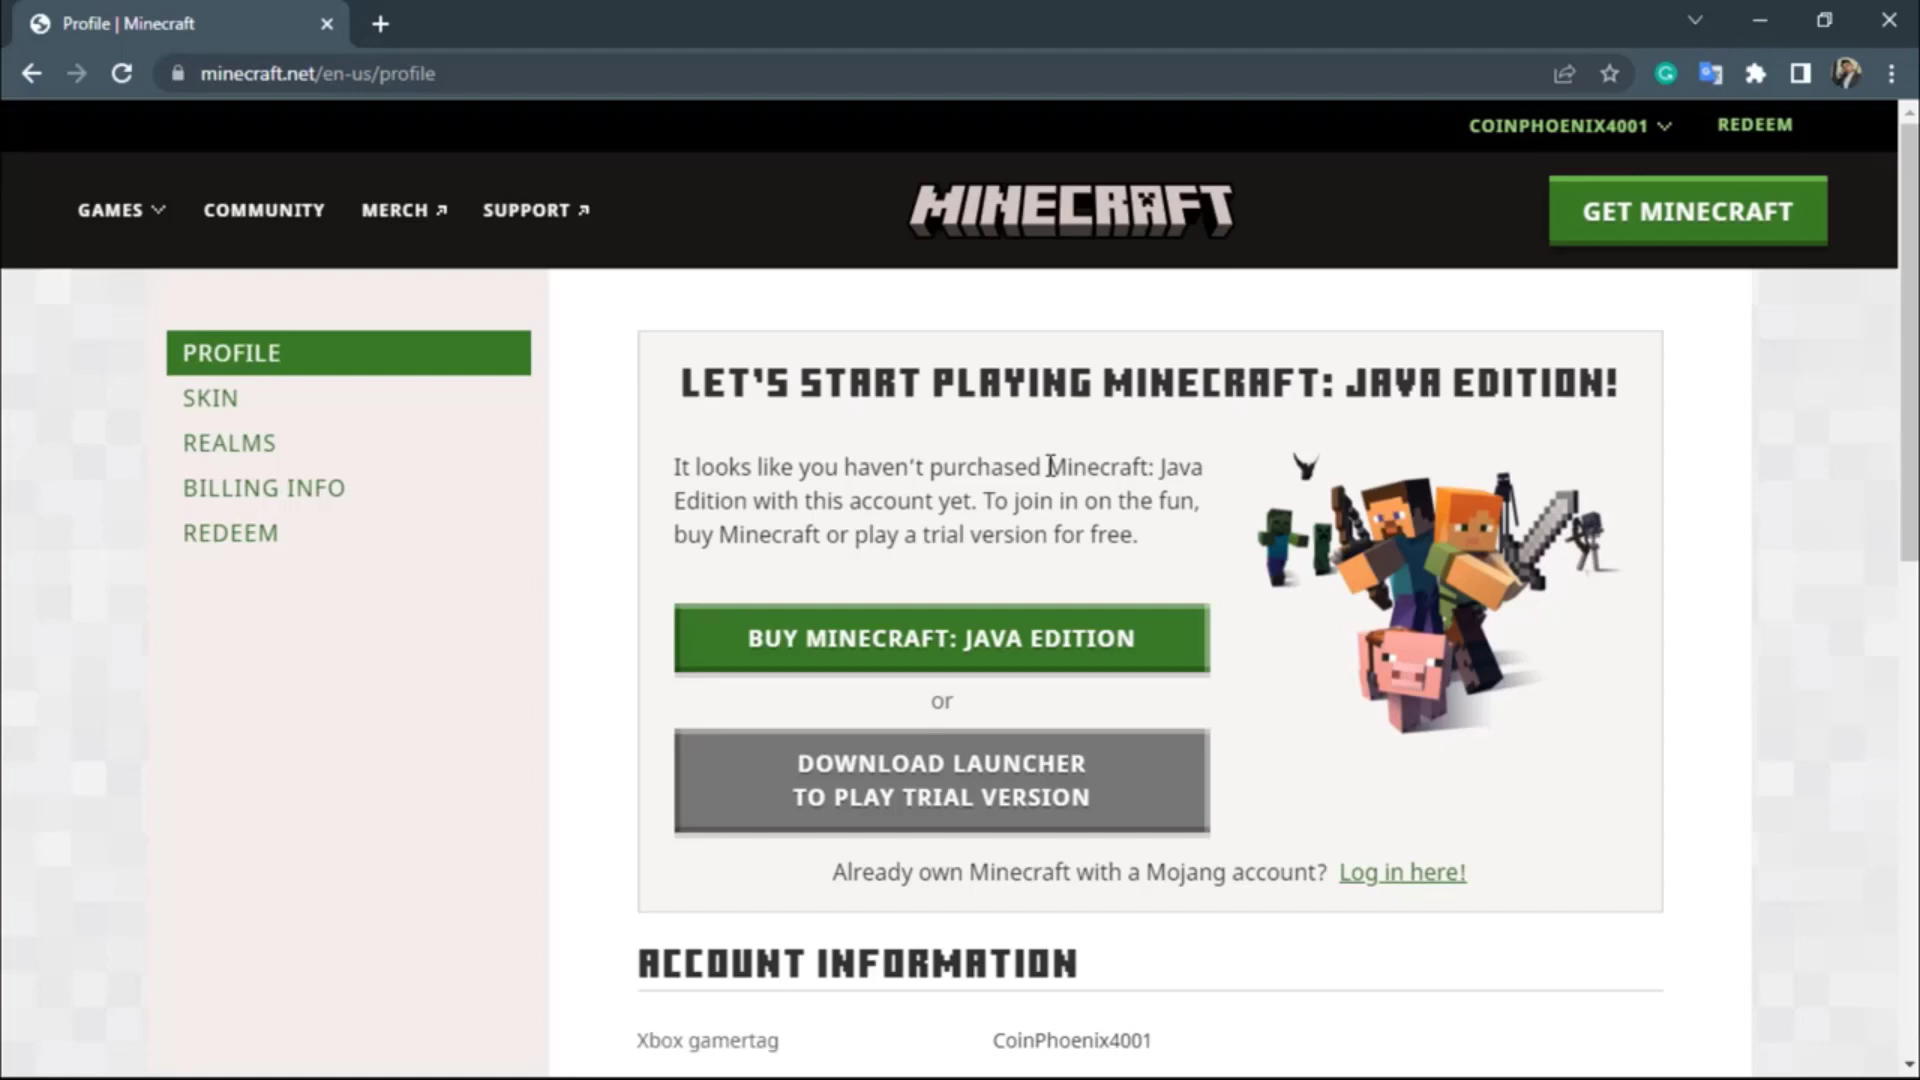 Profile | Minecraft
minecraft.net/en-us/profile
COINPHOENIX4001
REDEEM
GAMES
COMMUNITY
MERCH
SUPPORT
MINECRAFT
GET MINECRAFT
PROFILE
SKIN
REALMS
BILLING INFO
REDEEM
LET'S START PLAYING MINECRAFT: JAVA EDITION!
It looks like you haven't purchased Minecraft: Java
Edition with this account yet. To join in on the fun,
buy Minecraft or play a trial version for free.
BUY MINECRAFT: JAVA EDITION
or
DOWNLOAD LAUNCHER
TO PLAY TRIAL VERSION
Already own Minecraft with a Mojang account? Log in here!
ACCOUNT INFORMATION
Xbox gamertag CoinPhoenix4001